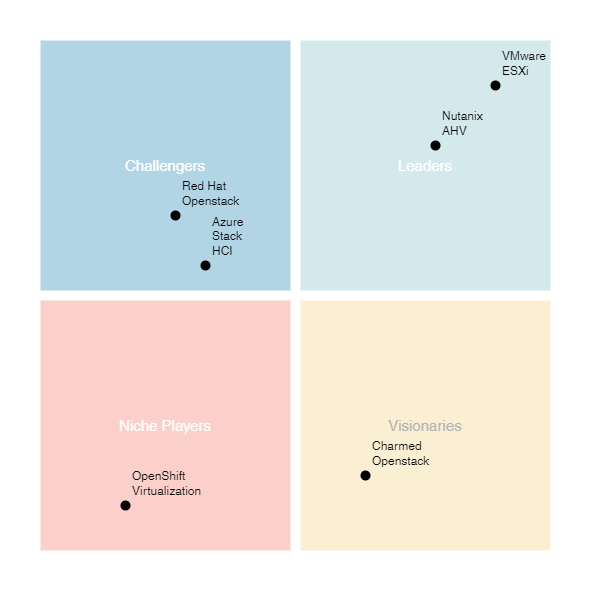 VMware
ESXi
Nutanix
AHV
Challengers
Leaders
Red Hat
Openstack
Azure
Stack
HCI
Niche Players
Visionaries
Charmed
Openstack
OpenShift
Virtualization